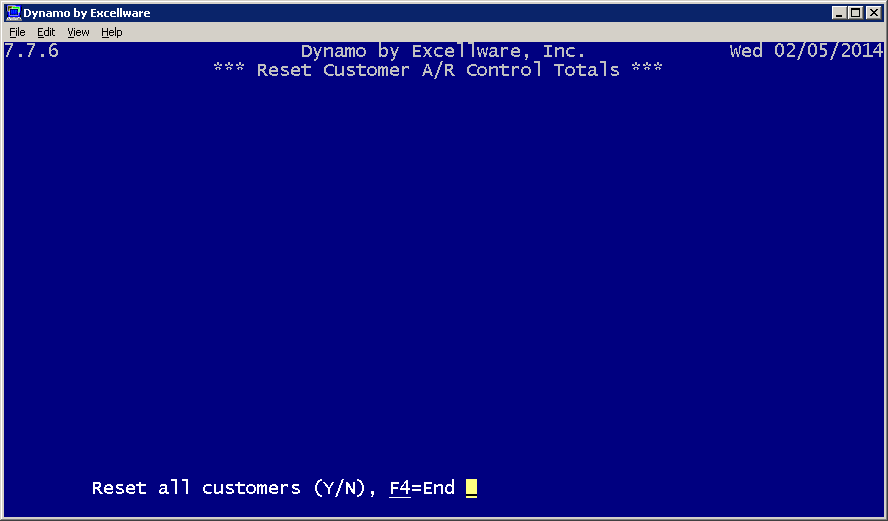 Dynamo by Excellware
File Edit View Help
7.7.6 Dynamo by Excellware, Inc. Wed 02/05/2014
*** Reset Customer A/R Control Totals ***
Reset all customers (Y/N), F4=End